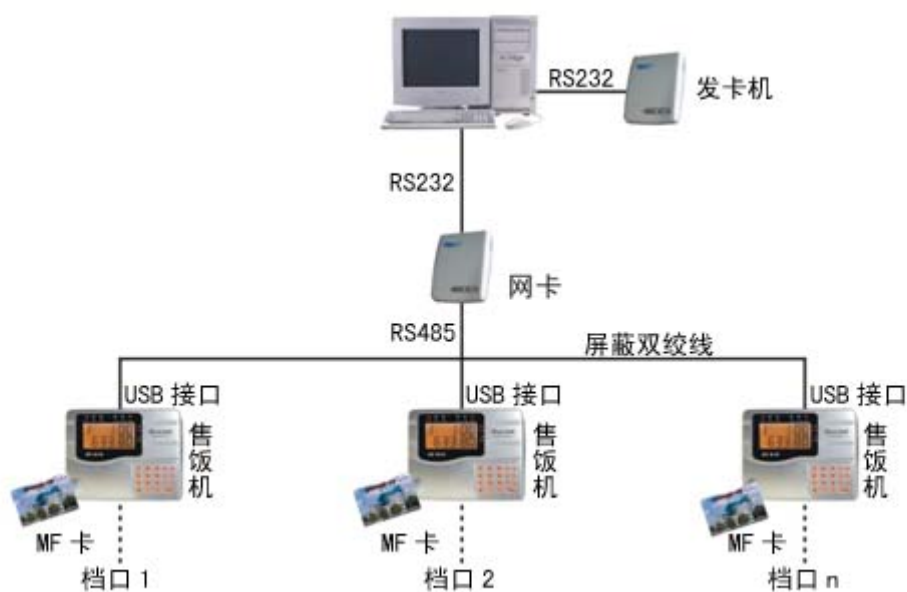 RS232
发卡机
RS232
网卡
RS485
屏蔽双绞线
USB 接口
USB 接口
USB 接口
售饭机
售饭机
售饭机
MF 卡
MF 卡
MF 卡
档口 1
档口 2
档口 n